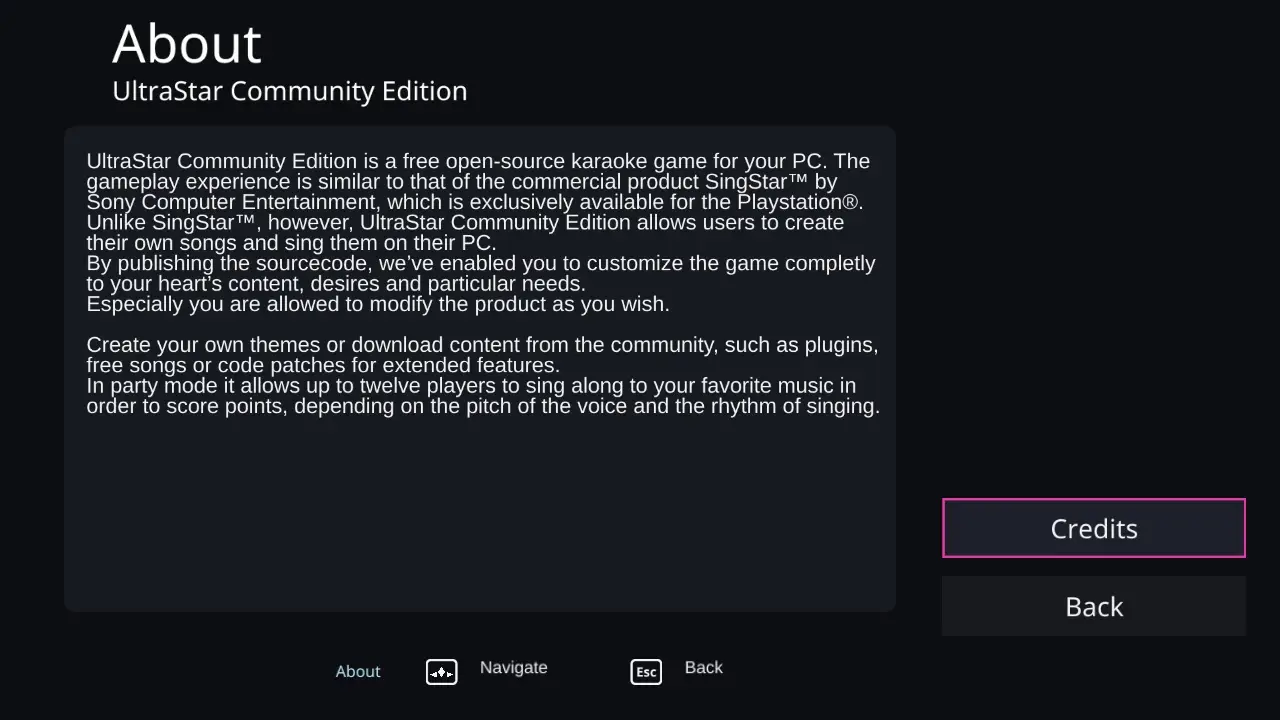 About
UltraStar Community Edition
UltraStar Community Edition is a free open-source karaoke game for your PC. The
gameplay experience is similar to that of the commercial product SingStar™ by
Sony Computer Entertainment, which is exclusively available for the Playstation®.
Unlike SingStar™, however, UltraStar Community Edition allows users to create
their own songs and sing them on their PC.
By publishing the sourcecode, we’ve enabled you to customize the game completly
to your heart’s content, desires and particular needs.
Especially you are allowed to modify the product as you wish.
Create your own themes or download content from the community, such as plugins,
free songs or code patches for extended features.
In party mode it allows up to twelve players to sing along to your favorite music in
order to score points, depending on the pitch of the voice and the rhythm of singing.
Credits
Back
About Navigate Esc Back